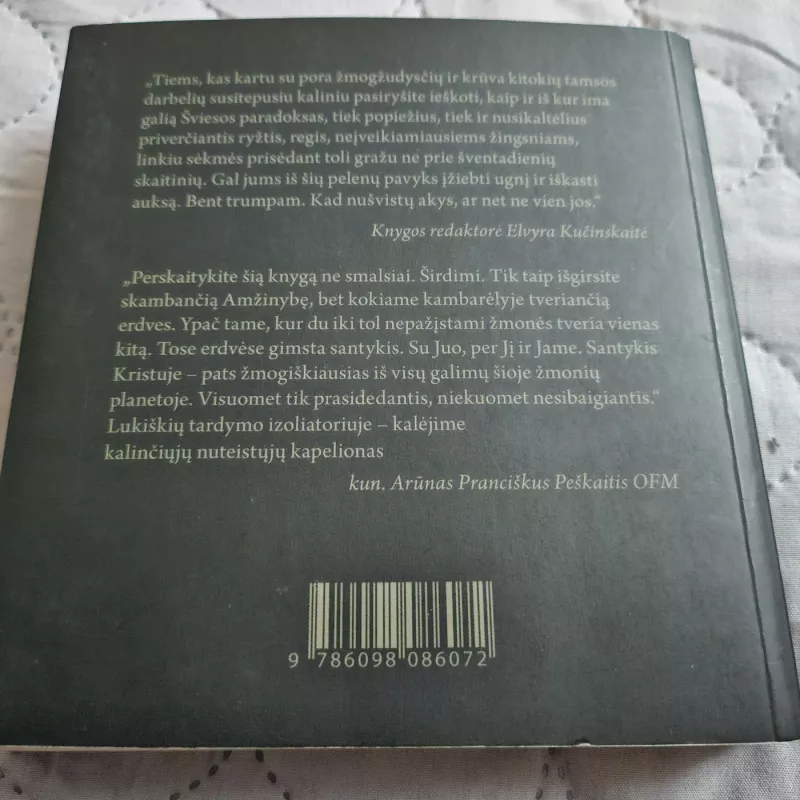 „Tiems, kas kartu su pora žmogžudysčių ir krūva kitokių tamsos
darbelių susitepusiu kaliniu pasiryšite ieškoti, kaip ir iš kur ima
galią Šviesos paradoksas, tiek popiežius, tiek ir nusikaltėlius
priverčiantis ryžtis, regis, neįveikiamiausiems žingsniams,
linkiu sėkmės prisėdant toli gražu ne prie šventadienių
skaitinių. Gal jums iš šių pelenų pavyks įžiebti ugnį ir iškasti
auksą. Bent trumpam. Kad nušvistų akys, ar net ne vien jos.“
Knygos redaktorė Elvyra Kučinskaitė
„Perskaitykite šią knygą ne smalsiai. Širdimi. Tik taip išgirsite
skambančią Amžinybę, bet kokiame kambarėlyje tveriančią
erdves. Ypač tame, kur du iki tol nepažįstami žmonės tveria vienas
kitą. Tose erdvėse gimsta santykis. Su Juo, per Jį ir Jame. Santykis
Kristuje – pats žmogiškiausias iš visų galimų šioje žmonių
planetoje. Visuomet tik prasidedantis, niekuomet nesibaigiantis.“
Lukiškių tardymo izoliatoriuje – kalėjime
kalinčiųjų nuteistųjų kapelionas
kun. Arūnas Pranciškus Peškaitis OFM
9 786098 086072